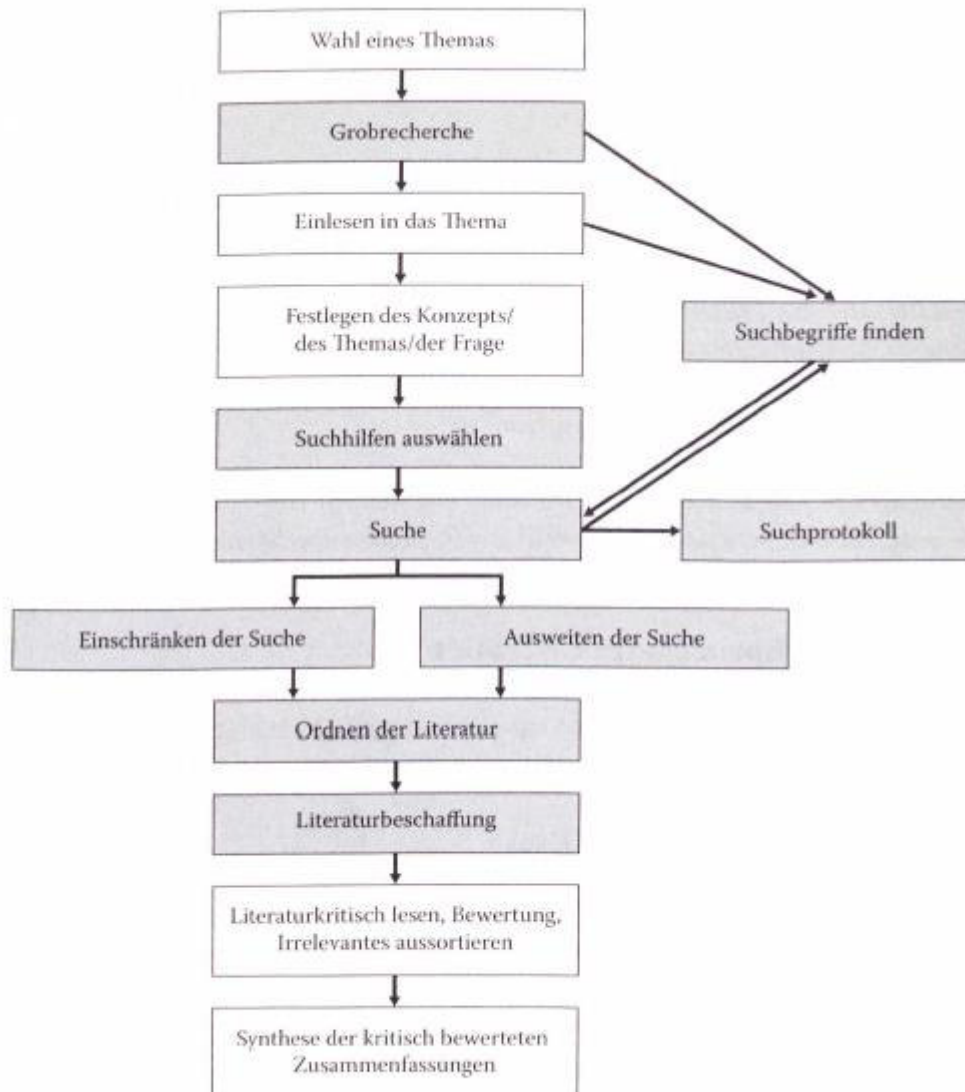 Wahl eines Themas
Grobrecherche
Einlesen in das Thema
Festlegen des Konzepts/
des Themas/der Frage
Suchbegriffe finden
Suchhilfen auswählen
Suche
Suchprotokoll
Einschränken der Suche
Ausweiten der Suche
Ordnen der Literatur
Literaturbeschaffung
Literaturkritisch lesen, Bewertung,
Irrelevantes aussortieren
Synthese der kritisch bewerteten
Zusammenfassungen